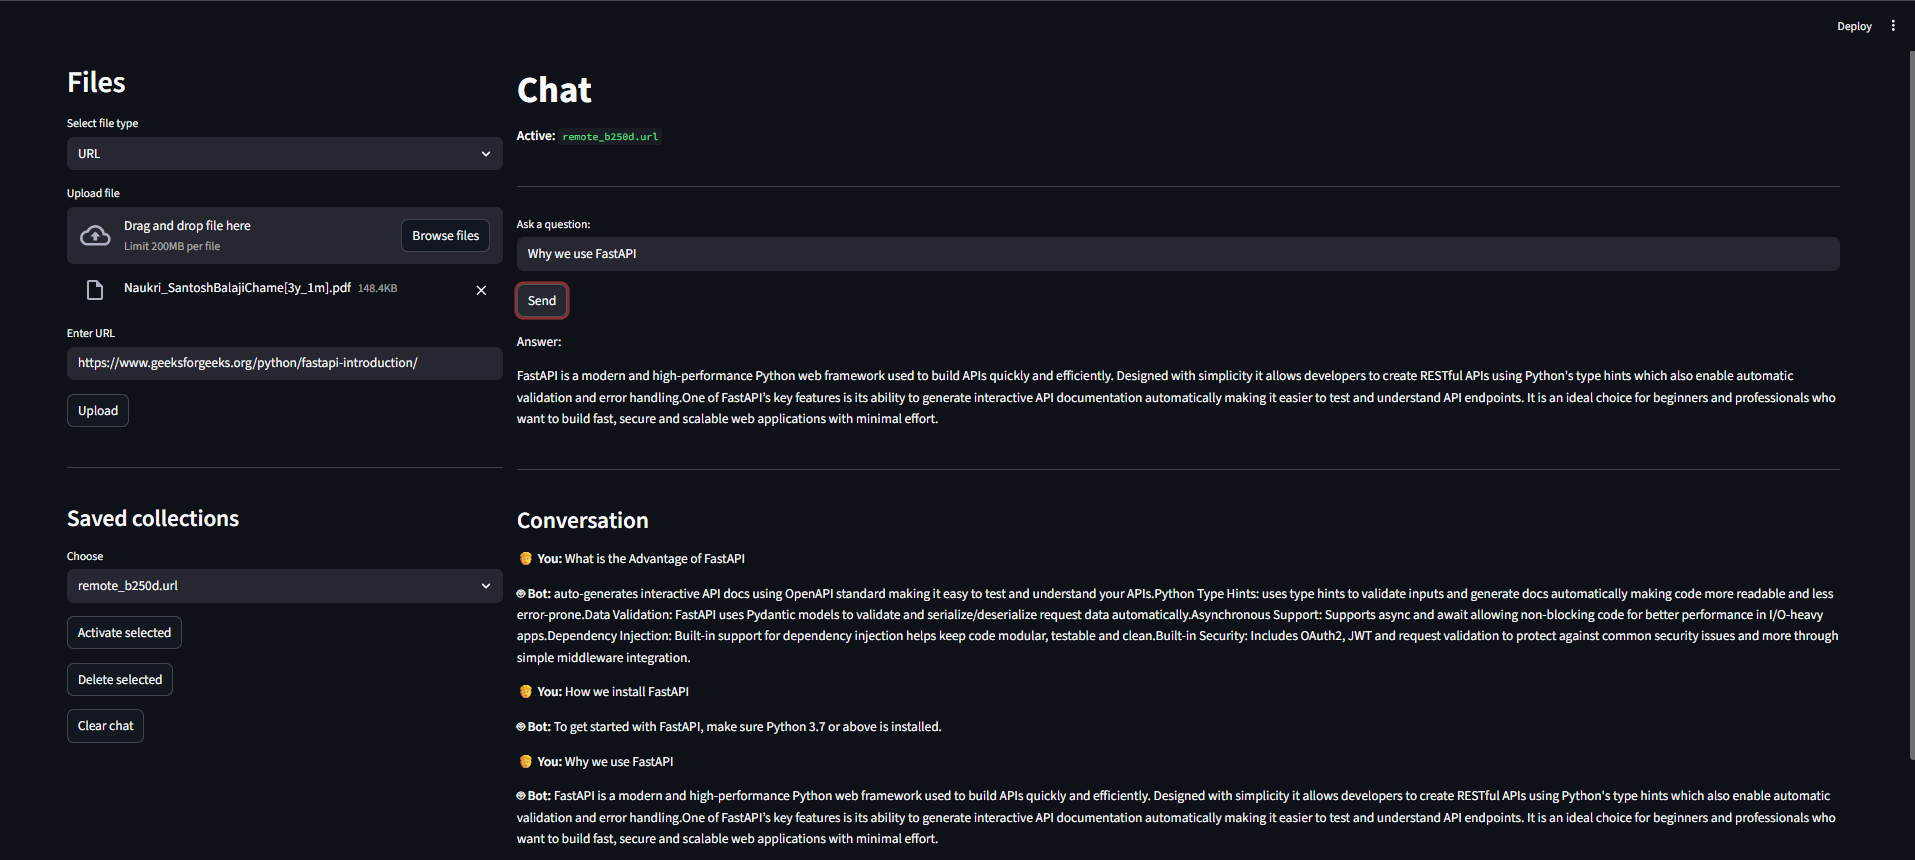 Deploy
Files
Select file type
URL
Upload file
Drag and drop file here
Limit 200MB per file
Browse files
Naukri_SantoshBalajiChame[3y_1m].pdf 148.4KB
Enter URL
https://www.geeksforgeeks.org/python/fastapi-introduction/
Upload
Saved collections
Choose
remote_b250d.url
Activate selected
Delete selected
Clear chat
Chat
Active: remote_b250d.url
Ask a question:
Why we use FastAPI
Send
Answer:
FastAPI is a modern and high-performance Python web framework used to build APIs quickly and efficiently. Designed with simplicity it allows developers to create RESTful APIs using Python's type hints which also enable automatic
validation and error handling.One of FastAPI’s key features is its ability to generate interactive API documentation automatically making it easier to test and understand API endpoints. It is an ideal choice for beginners and professionals who
want to build fast, secure and scalable web applications with minimal effort.
Conversation
You: What is the Advantage of FastAPI
Bot: auto-generates interactive API docs using OpenAPI standard making it easy to test and understand your APIs.Python Type Hints: uses type hints to validate inputs and generate docs automatically making code more readable and less
error-prone.Data Validation: FastAPI uses Pydantic models to validate and serialize/deserialize request data automatically.Asynchronous Support: Supports async and await allowing non-blocking code for better performance in I/O-heavy
apps.Dependency Injection: Built-in support for dependency injection helps keep code modular, testable and clean.Built-in Security: Includes OAuth2, JWT and request validation to protect against common security issues and more through
simple middleware integration.
You: How we install FastAPI
Bot: To get started with FastAPI, make sure Python 3.7 or above is installed.
You: Why we use FastAPI
Bot: FastAPI is a modern and high-performance Python web framework used to build APIs quickly and efficiently. Designed with simplicity it allows developers to create RESTful APIs using Python's type hints which also enable automatic
validation and error handling.One of FastAPI’s key features is its ability to generate interactive API documentation automatically making it easier to test and understand API endpoints. It is an ideal choice for beginners and professionals who
want to build fast, secure and scalable web applications with minimal effort.